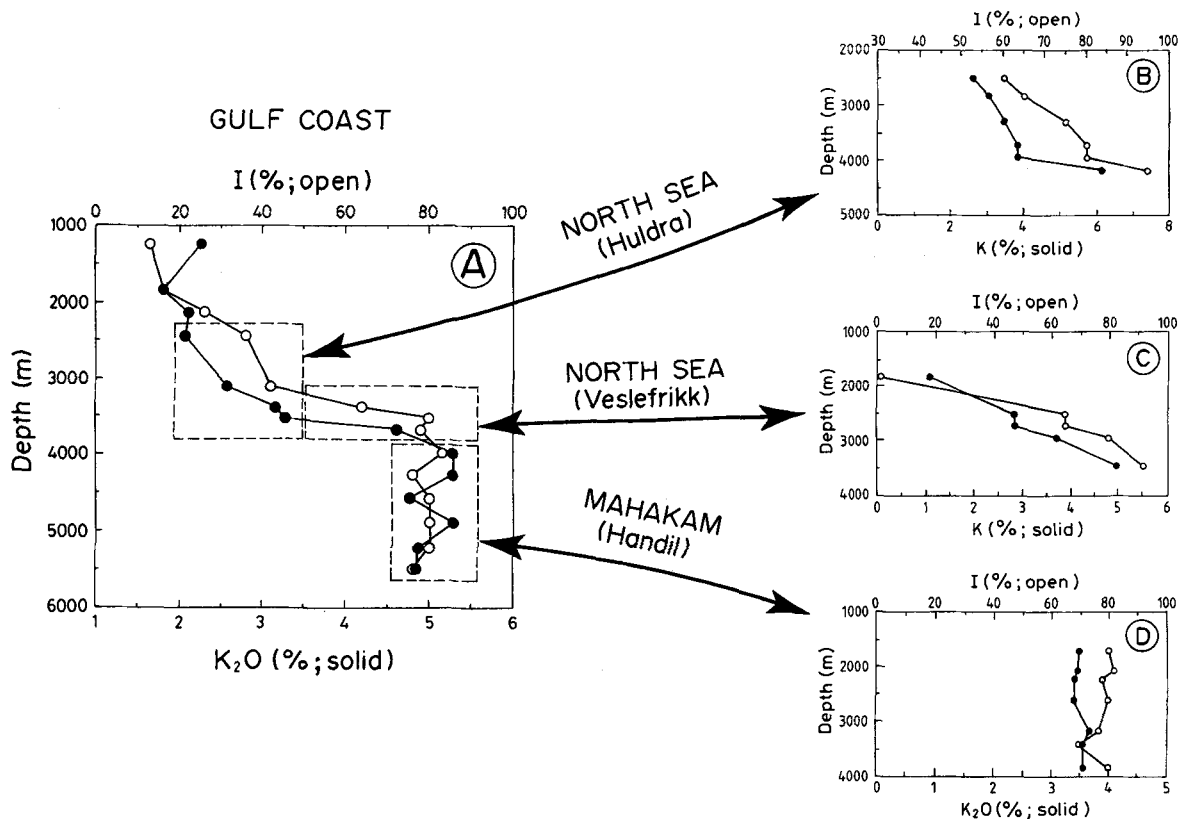 GULF COAST
I (%; open)
0 20 40 60 80 100
1000
2000
3000
4000
5000
6000
Depth (m)
1 2 3 4 5 6
K₂O (%; solid)
A
NORTH SEA
(Huldra)
NORTH SEA
(Veslefrikk)
MAHAKAM
(Handil)
I (%; open)
30 40 50 60 70 80 90 100
2000
3000
4000
5000
Depth (m)
0 2 4 6 8
K (%; solid)
B
I (%; open)
0 20 40 60 80 100
1000
2000
3000
4000
Depth (m)
0 1 2 3 4 5 6
K (%; solid)
C
I (%; open)
0 20 40 60 80 100
1000
2000
3000
4000
Depth (m)
0 1 2 3 4 5
K₂O (%; solid)
D